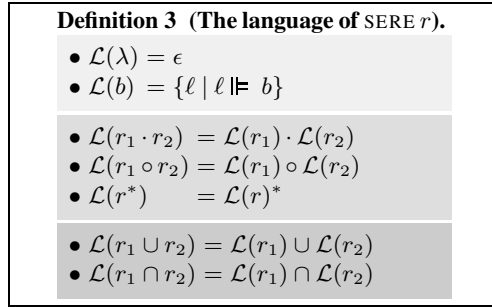 Definition 3 (The language of SERE r).
• ℒ(λ) = ϵ
• ℒ(b) = {ℓ | ℓ ⊫ b}
• ℒ(r₁ · r₂) = ℒ(r₁) · ℒ(r₂)
• ℒ(r₁ ∘ r₂) = ℒ(r₁) ∘ ℒ(r₂)
• ℒ(r*) = ℒ(r)*
• ℒ(r₁ ∪ r₂) = ℒ(r₁) ∪ ℒ(r₂)
• ℒ(r₁ ∩ r₂) = ℒ(r₁) ∩ ℒ(r₂)